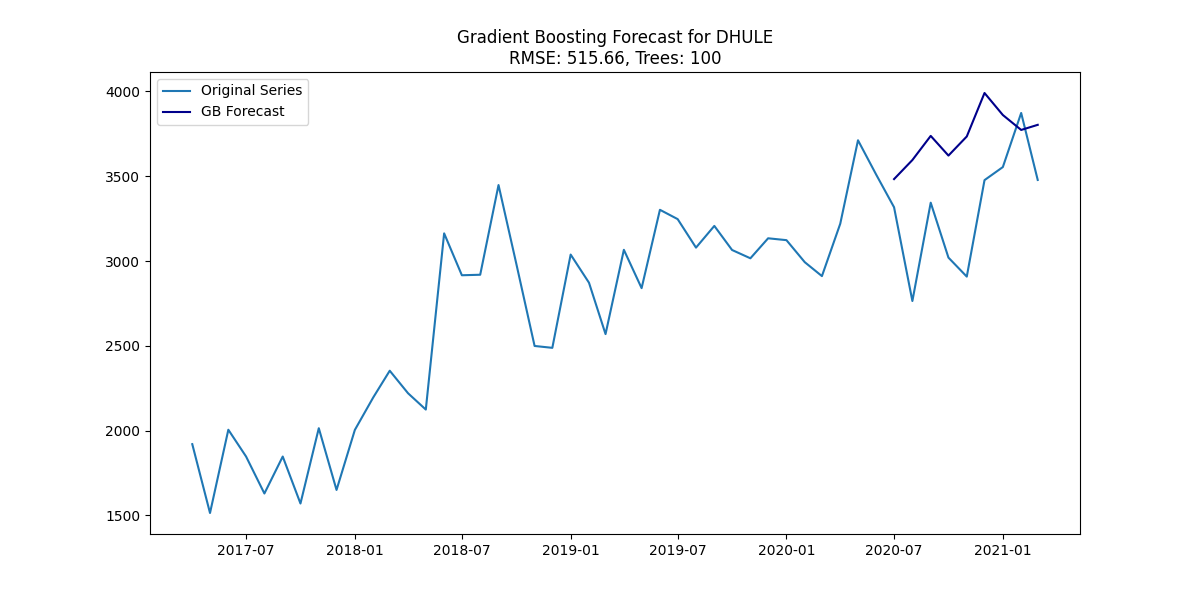 Gradient Boosting Forecast for DHULE
RMSE: 515.66, Trees: 100
Original Series
GB Forecast
4000
3500
3000
2500
2000
1500
2017-07 2018-01 2018-07 2019-01 2019-07 2020-01 2020-07 2021-01